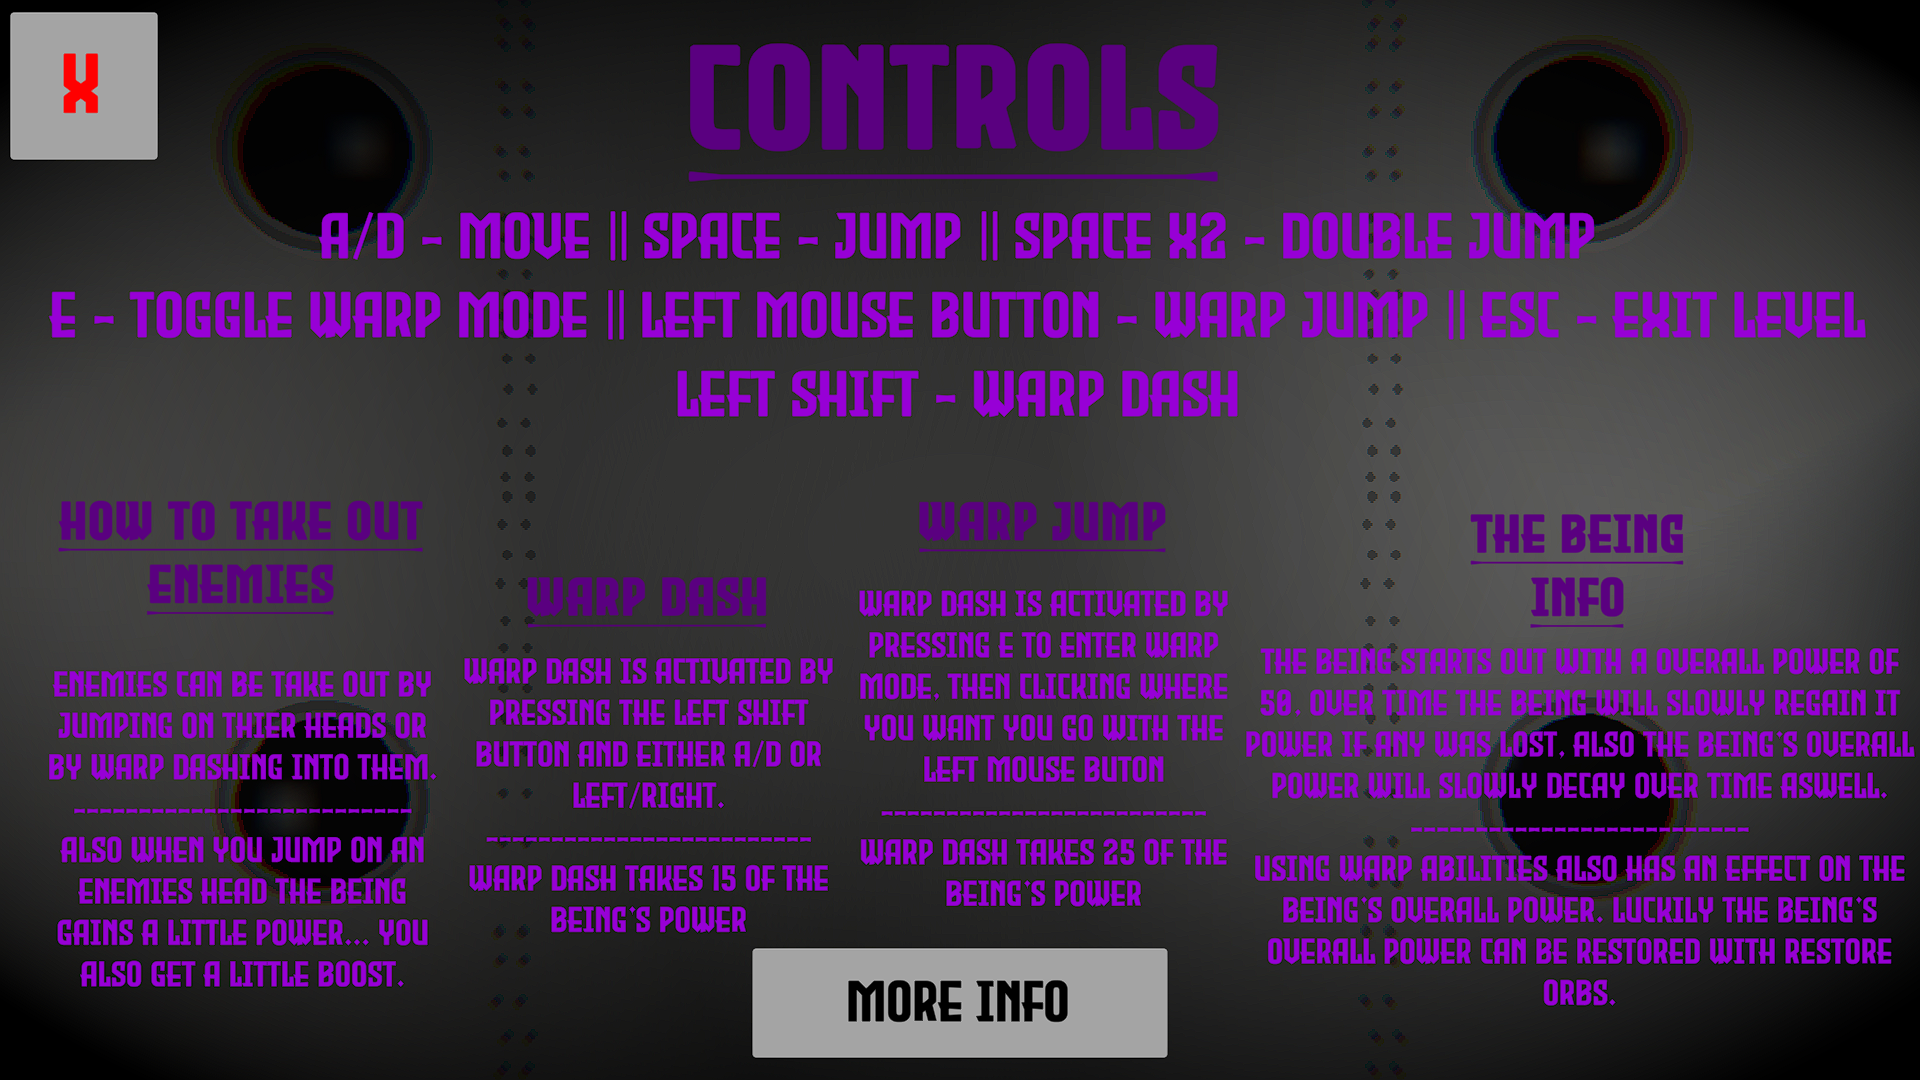 X
CONTROLS
A/D - MOVE || SPACE - JUMP || SPACE X2 - DOUBLE JUMP
E - TOGGLE WARP MODE || LEFT MOUSE BUTTON - WARP JUMP || ESC - EXIT LEVEL
LEFT SHIFT - WARP DASH
HOW TO TAKE OUT
ENEMIES
ENEMIES CAN BE TAKE OUT BY
JUMPING ON THIER HEADS OR
BY WARP DASHING INTO THEM.
--------------------------
ALSO WHEN YOU JUMP ON AN
ENEMIES HEAD THE BEING
GAINS A LITTLE POWER... YOU
ALSO GET A LITTLE BOOST.
WARP DASH
WARP DASH IS ACTIVATED BY
PRESSING THE LEFT SHIFT
BUTTON AND EITHER A/D OR
LEFT/RIGHT.
-------------------------
WARP DASH TAKES 15 OF THE
BEING'S POWER
WARP JUMP
WARP DASH IS ACTIVATED BY
PRESSING E TO ENTER WARP
MODE. THEN CLICKING WHERE
YOU WANT YOU GO WITH THE
LEFT MOUSE BUTON
-------------------------
WARP DASH TAKES 25 OF THE
BEING'S POWER
THE BEING
INFO
THE BEING STARTS OUT WITH A OVERALL POWER OF
50. OVER TIME THE BEING WILL SLOWLY REGAIN IT
POWER IF ANY WAS LOST, ALSO THE BEING'S OVERALL
POWER WILL SLOWLY DECAY OVER TIME ASWELL.
--------------------------
USING WARP ABILITIES ALSO HAS AN EFFECT ON THE
BEING'S OVERALL POWER. LUCKILY THE BEING'S
OVERALL POWER CAN BE RESTORED WITH RESTORE
ORBS.
MORE INFO